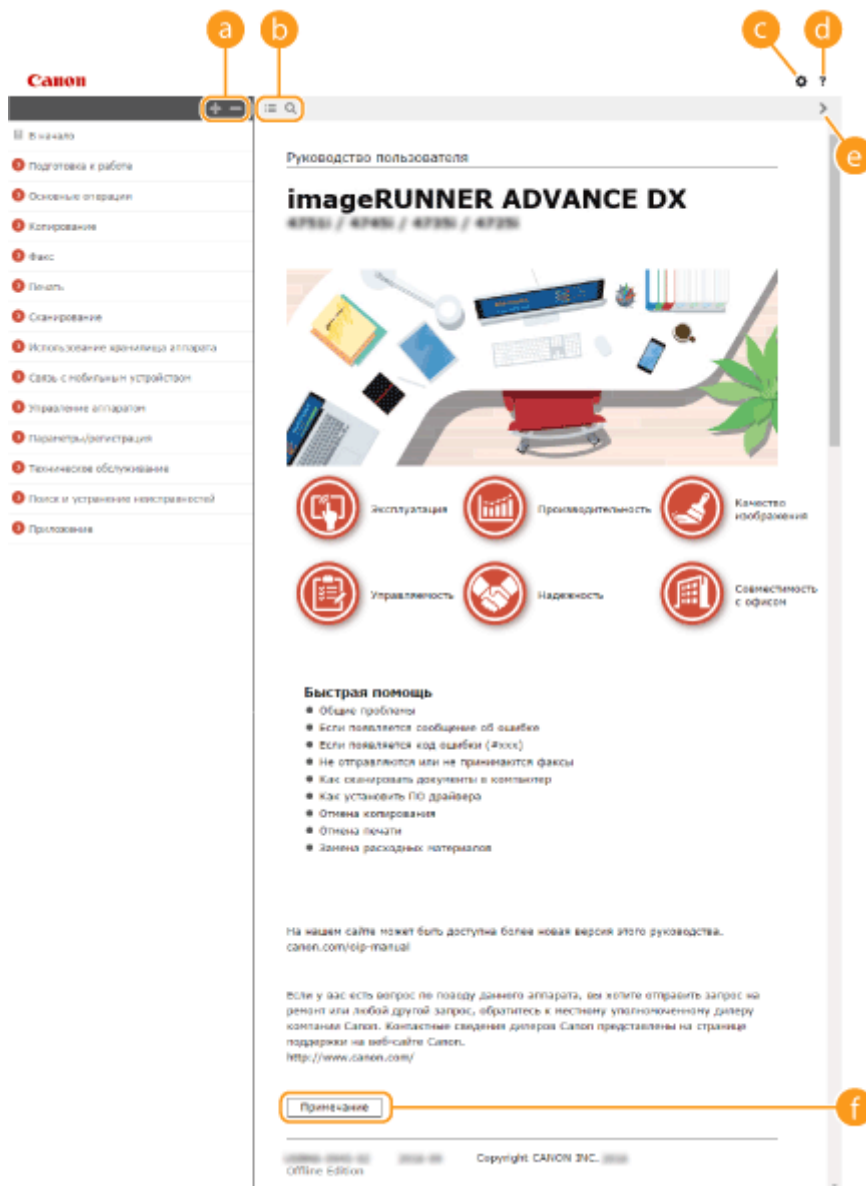 a
b
c
d
Canon
?
e
В начало
Подготовка к работе
Основные операции
Копирование
Факс
Печать
Сканирование
Использование хранилища аппарата
Связь с мобильным устройством
Управление аппаратом
Параметры/регистрация
Техническое обслуживание
Поиск и устранение неисправностей
Приложение
Руководство пользователя
imageRUNNER ADVANCE DX
4751i / 4745i / 4735i / 4725i
Эксплуатация
Производительность
Качество
изображения
Управляемость
Надежность
Совместимость
с офисом
Быстрая помощь
Общие проблемы
Если появляется сообщение об ошибке
Если появляется код ошибки (#xxx)
Не отправляются или не принимаются факсы
Как сканировать документы в компьютер
Как установить ПО драйвера
Отмена копирования
Отмена печати
Замена расходных материалов
На нашем сайте может быть доступна более новая версия этого руководства.
canon.com/oip-manual
Если у вас есть вопрос по поводу данного аппарата, вы хотите отправить запрос на
ремонт или любой другой запрос, обратитесь к местному уполномоченному дилеру
компании Canon. Контактные сведения дилеров Canon представлены на странице
поддержки на веб-сайте Canon.
http://www.canon.com/
Примечание
f
Copyright CANON INC.
Offline Edition